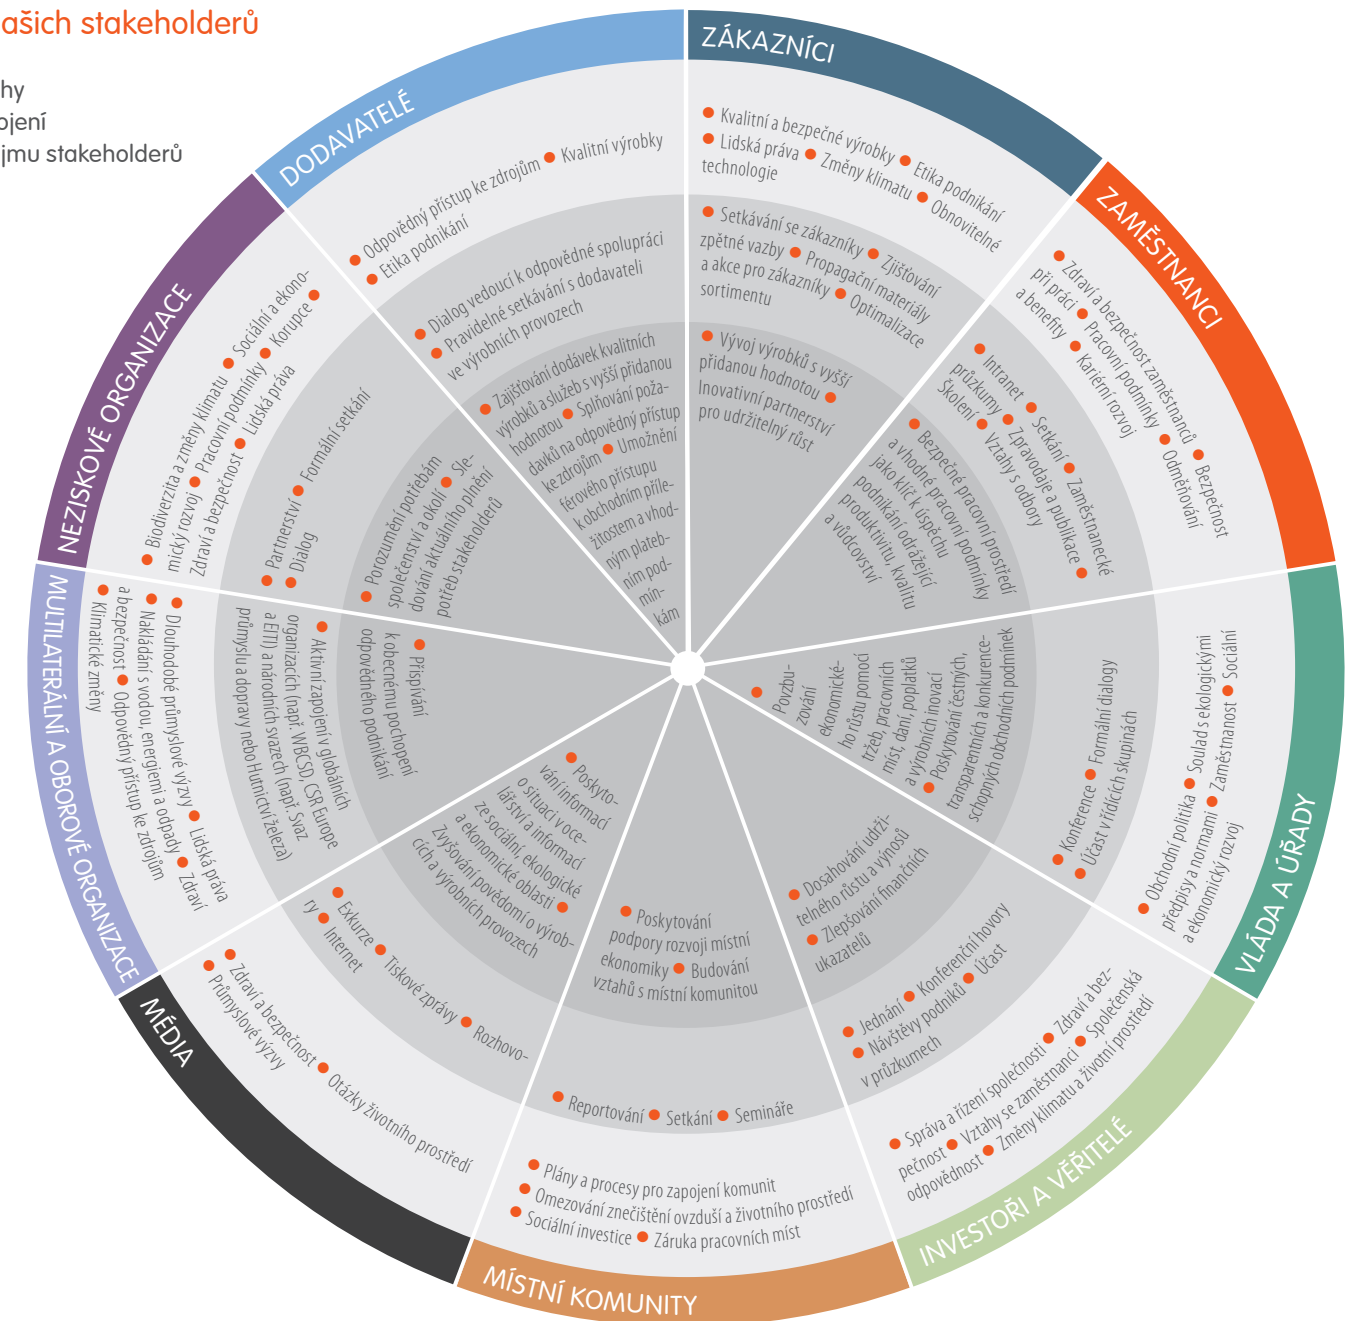 ašich stakeholderů
hy
ojení
jmu stakeholderů
ZÁKAZNÍCI
● Kvalitní a bezpečné výrobky ● Etika podnikání
● Lidská práva ● Změny klimatu ● Obnovitelné
technologie
● Setkávání se zákazníky ● Zjišťování
zpětné vazby ● Propagační materiály
a akce pro zákazníky ● Optimalizace
sortimentu
● Vývoj výrobků s vyšší
přidanou hodnotou ●
Inovativní partnerství
pro udržitelný růst
ZAMĚSTNANCI
● Zdraví a bezpečnost zaměstnanců ● Bezpečnost
při práci ● Pracovní podmínky ● Odměňování
a benefity ● Kariérní rozvoj
● Intranet ● Setkání ● Zaměstnanecké
průzkumy ● Zpravodaje a publikace ●
Školení ● Vztahy s odbory
● Bezpečné pracovní prostředí
a vhodné pracovní podmínky
jako klíč k úspěchu
podnikání odrážející
produktivitu, kvalitu
a vůdcovství
VLÁDA A ÚŘADY
● Obchodní politika ● Soulad s ekologickými
předpisy a normami ● Zaměstnanost ● Sociální
a ekonomický rozvoj
● Konference ● Formální dialogy
● Účast v řídících skupinách
● Povzbu-
zování
ekonomické-
ho růstu pomocí
tržeb, pracovních
míst, daní, poplatků
a výrobních inovací
● Poskytování čestných,
transparentních a konkurence-
schopných obchodních podmínek
INVESTOŘI A VĚŘITELÉ
● Správa a řízení společnosti ● Zdraví a bez-
pečnost ● Vztahy se zaměstnanci ● Společenská
odpovědnost ● Změny klimatu a životní prostředí
● Jednání ● Konferenční hovory
● Návštěvy podniků ● Účast
v průzkumech
● Dosahování udrži-
telného růstu a výnosů
● Zlepšování finančních
ukazatelů
MÍSTNÍ KOMUNITY
● Plány a procesy pro zapojení komunit
● Omezování znečištění ovzduší a životního prostředí
● Sociální investice ● Záruka pracovních míst
● Reportování ● Setkání ● Semináře
● Poskytování
podpory rozvoji místní
ekonomiky ● Budování
vztahů s místní komunitou
MÉDIA
● Zdraví a bezpečnost ● Otázky životního prostředí
● Průmyslové výzvy
● Exkurze ● Tiskové zprávy ● Rozhovo-
ry ● Internet
● Poskyto-
vání informací
o situaci v oce-
lářství a informací
ze sociální, ekologické
a ekonomické oblasti ●
Zvyšování povědomí o výrob-
cích a výrobních provozech
MULTILATERÁLNÍ A OBOROVÉ ORGANIZACE
● Dlouhodobé průmyslové výzvy ● Lidská práva
● Nakládání s vodou, energiemi a odpady ● Zdraví
a bezpečnost ● Odpovědný přístup ke zdrojům
● Klimatické změny
● Aktivní zapojení v globálních
organizacích (např. WBCSD, CSR Europe
a EITI) a národních svazech (např. Svaz
průmyslu a dopravy nebo Hutnictví železa)
● Přispívání
k obecnému pochopení
odpovědného podnikání
NEZISKOVÉ ORGANIZACE
● Biodiverzita a změny klimatu ● Sociální a ekono-
mický rozvoj ● Pracovní podmínky ● Korupce ●
Zdraví a bezpečnost ● Lidská práva
● Partnerství ● Formální setkání
● Dialog
● Porozumění potřebám
společenství a okolí ● Sle-
dování aktuálního plnění
potřeb stakeholderů
DODAVATELÉ
● Odpovědný přístup ke zdrojům ● Kvalitní výrobky
● Etika podnikání
● Dialog vedoucí k odpovědné spolupráci
● Pravidelné setkávání s dodavateli
ve výrobních provozech
● Zajišťování dodávek kvalitních
výrobků a služeb s vyšší přidanou
hodnotou ● Splňování poža-
davků na odpovědný přístup
ke zdrojům ● Umožnění
férového přístupu
k obchodním příle-
žitostem a vhod-
ným plateb-
ním pod-
mín-
kám